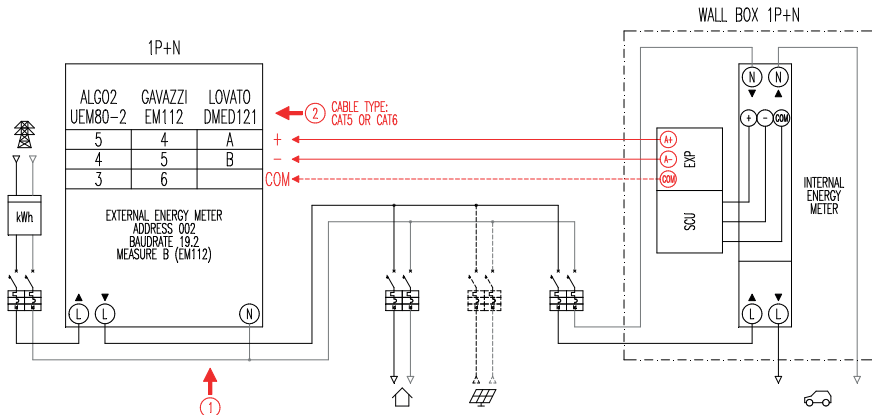 WALL BOX 1P+N
1P+N
ALGO2 GAVAZZI LOVATO
UEM80-2 EM112 DMED121
5 4 A
4 5 B
3 6
+
-
COM
2 CABLE TYPE:
CAT5 OR CAT6
EXTERNAL ENERGY METER
ADDRESS 002
BAUDRATE 19.2
MEASURE B (EM112)
L L N
kWh
1
A+
A-
COM
EXP
SCU
N N
+ - COM
INTERNAL
ENERGY
METER
L L